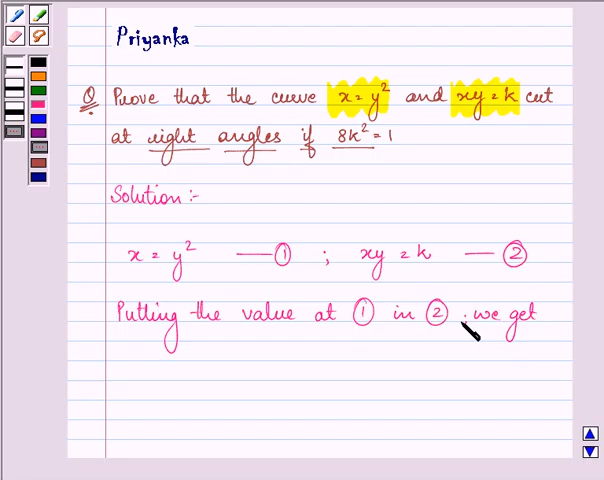 Priyanka
Q Prove that the curve x = y² and xy = k cut
at right angles if 8k² = 1
Solution :-
x = y² —① ; xy = k —②
Putting the value at ① in ② , we get